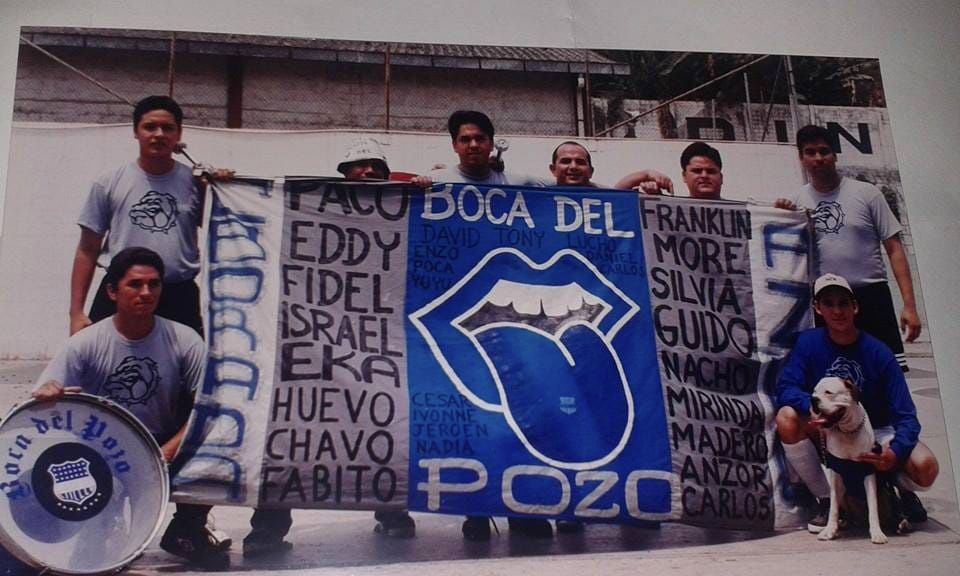 PACO
EDDY
FIDEL
ISRAEL
EKA
HUEVO
CHAVO
FABITO
BOCA DEL
DAVID TONY LUCHO
ENZO DANIEL
POCA CARLOS
YUYU
CESAR
IVONNE
JEROEN
NADIA
POZO
FRANKLIN
MORE
SILVIA
GUIDO
NACHO
MIRINDA
MADERO
ANZOR
CARLOS
Boca del Pozo